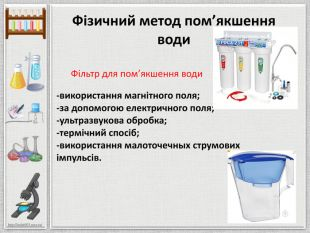 Фізичний метод пом’якшення
води
Фільтр для пом’якшення води
-використання магнітного поля;
-за допомогою електричного поля;
-ультразвукова обробка;
-термічний спосіб;
-використання малоточечных струмових
імпульсів.